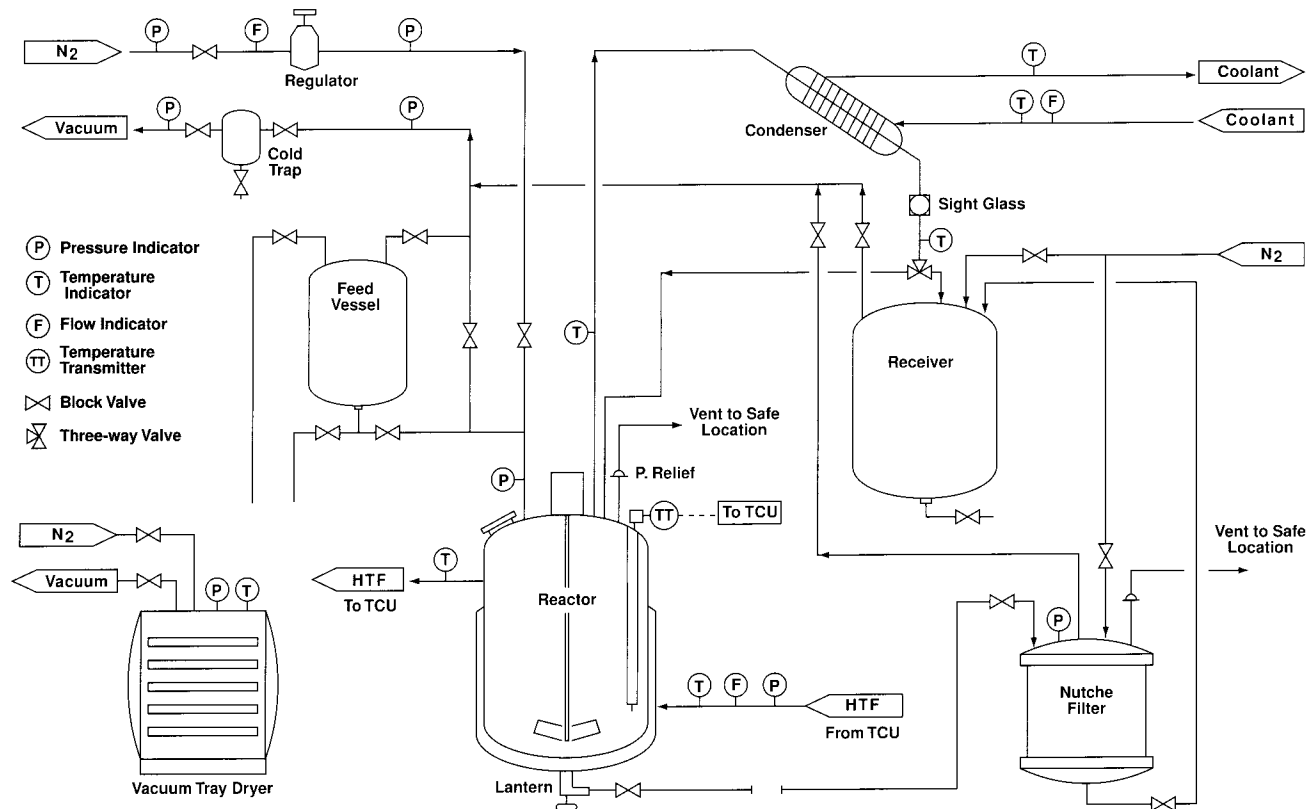 N2
P
F
P
Regulator
T
Coolant
T
F
Coolant
Condenser
Vacuum
P
P
Cold
Trap
Sight Glass
T
N2
P
Pressure Indicator
T
Temperature
Indicator
F
Flow Indicator
TT
Temperature
Transmitter
Block Valve
Three-way Valve
Feed
Vessel
T
Receiver
Vent to Safe
Location
P. Relief
P
TT
To TCU
N2
Vacuum
P
T
HTF
To TCU
T
Reactor
Vent to Safe
Location
P
Nutche
Filter
T
F
P
HTF
From TCU
Vacuum Tray Dryer
Lantern